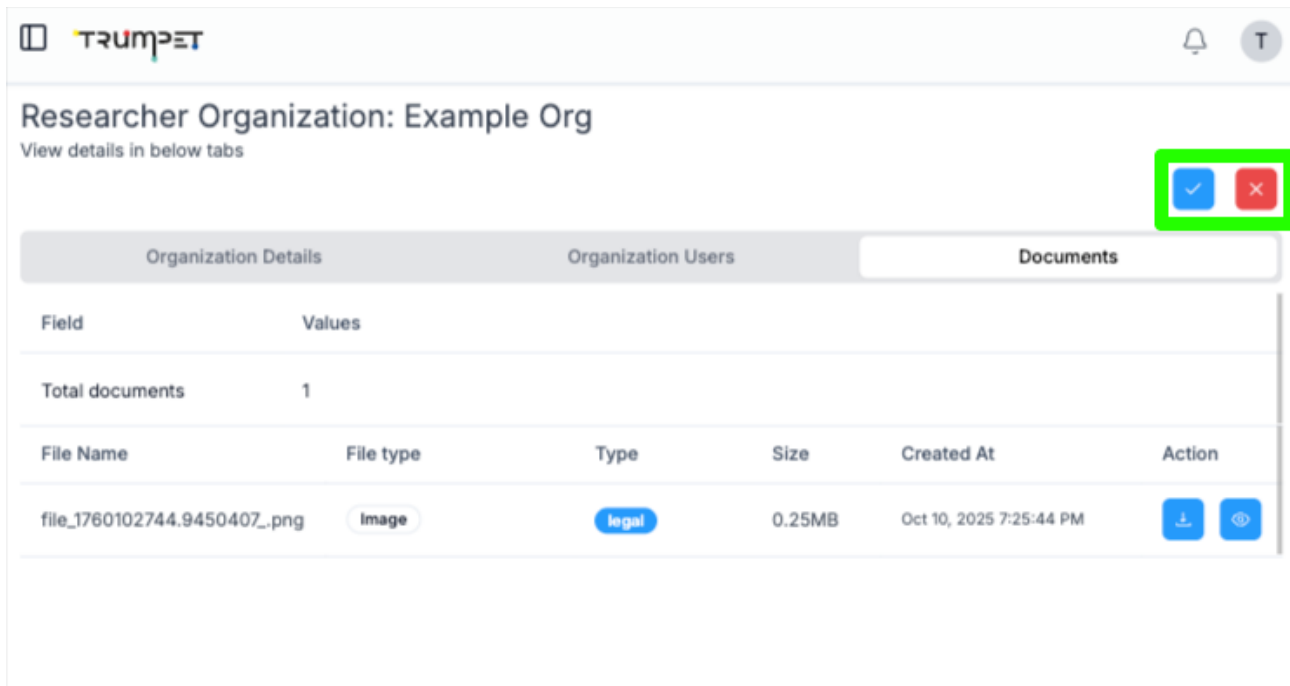 TRUMPET
T
Researcher Organization: Example Org
View details in below tabs
Organization Details Organization Users Documents
Field Values
Total documents 1
File Name File type Type Size Created At Action
file_1760102744.9450407_.png Image legal 0.25MB Oct 10, 2025 7:25:44 PM